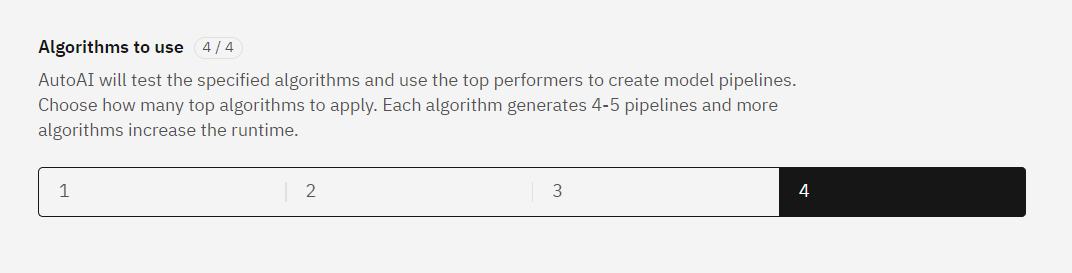 Algorithms to use 4 / 4
AutoAI will test the specified algorithms and use the top performers to create model pipelines.
Choose how many top algorithms to apply. Each algorithm generates 4-5 pipelines and more
algorithms increase the runtime.
1 2 3 4